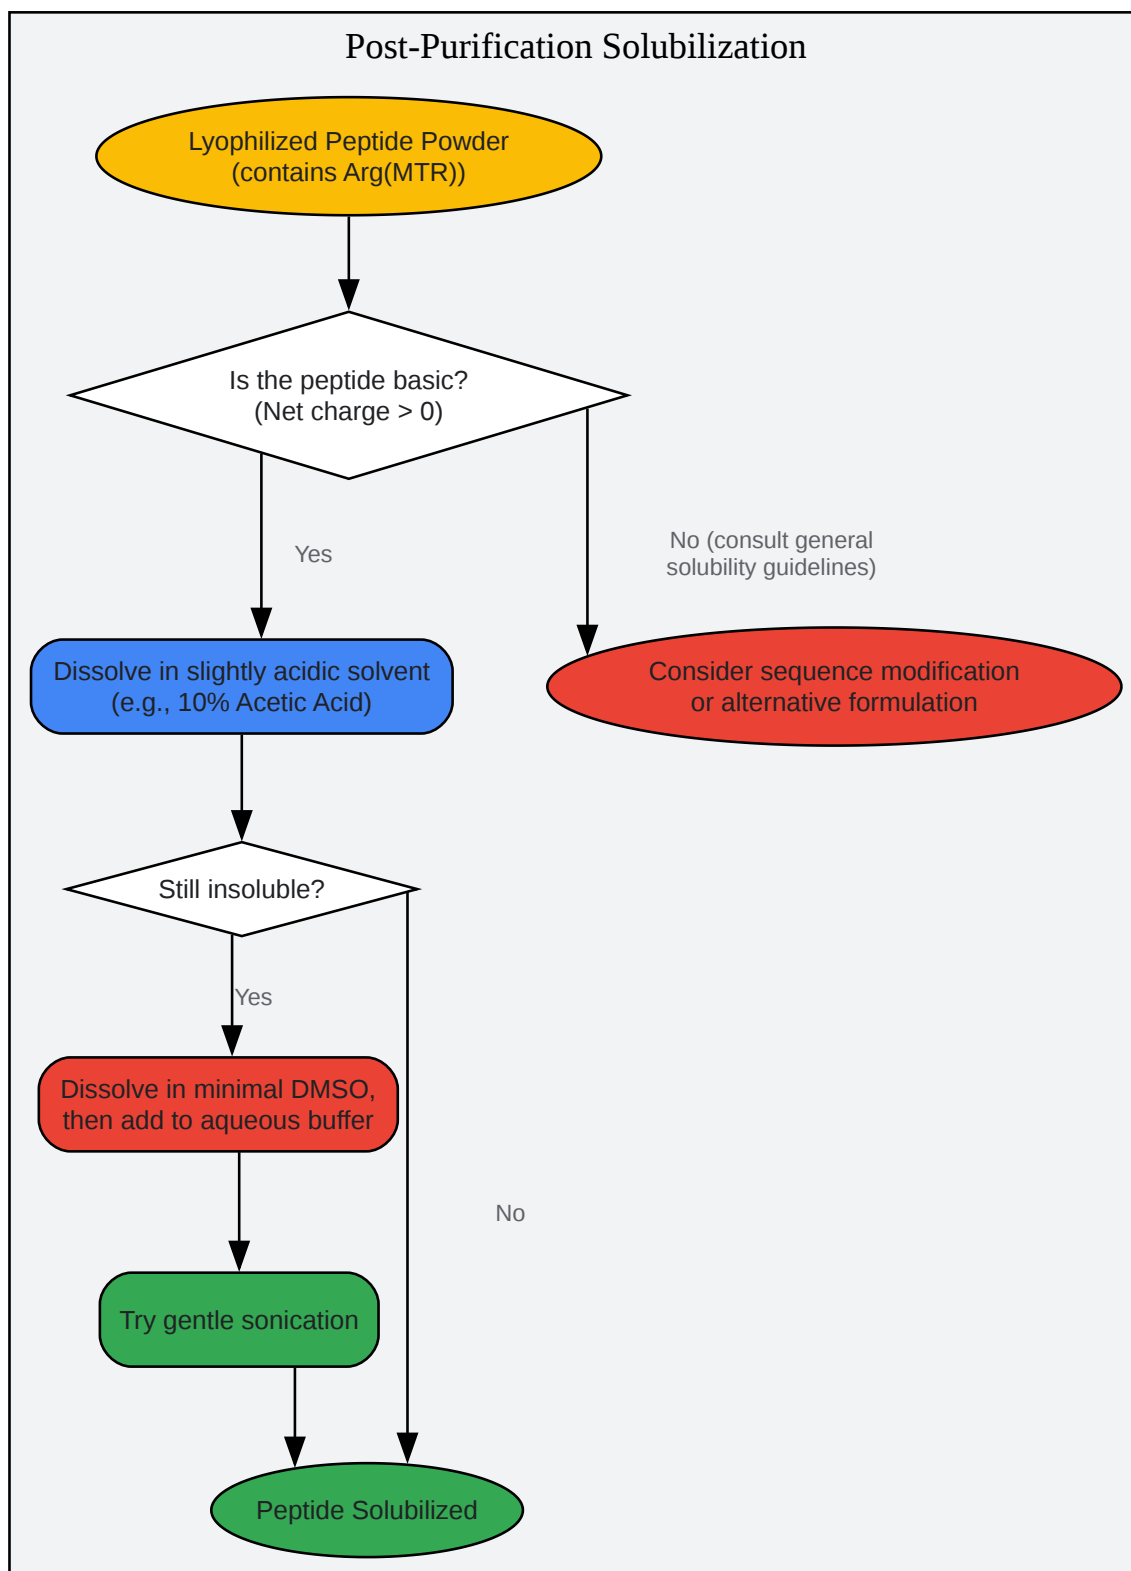 Post-Purification Solubilization
Lyophilized Peptide Powder
(contains Arg(MTR))
Is the peptide basic?
(Net charge > 0)
Yes
No (consult general
solubility guidelines)
Dissolve in slightly acidic solvent
(e.g., 10% Acetic Acid)
Consider sequence modification
or alternative formulation
Still insoluble?
Yes
Dissolve in minimal DMSO,
then add to aqueous buffer
No
Try gentle sonication
Peptide Solubilized